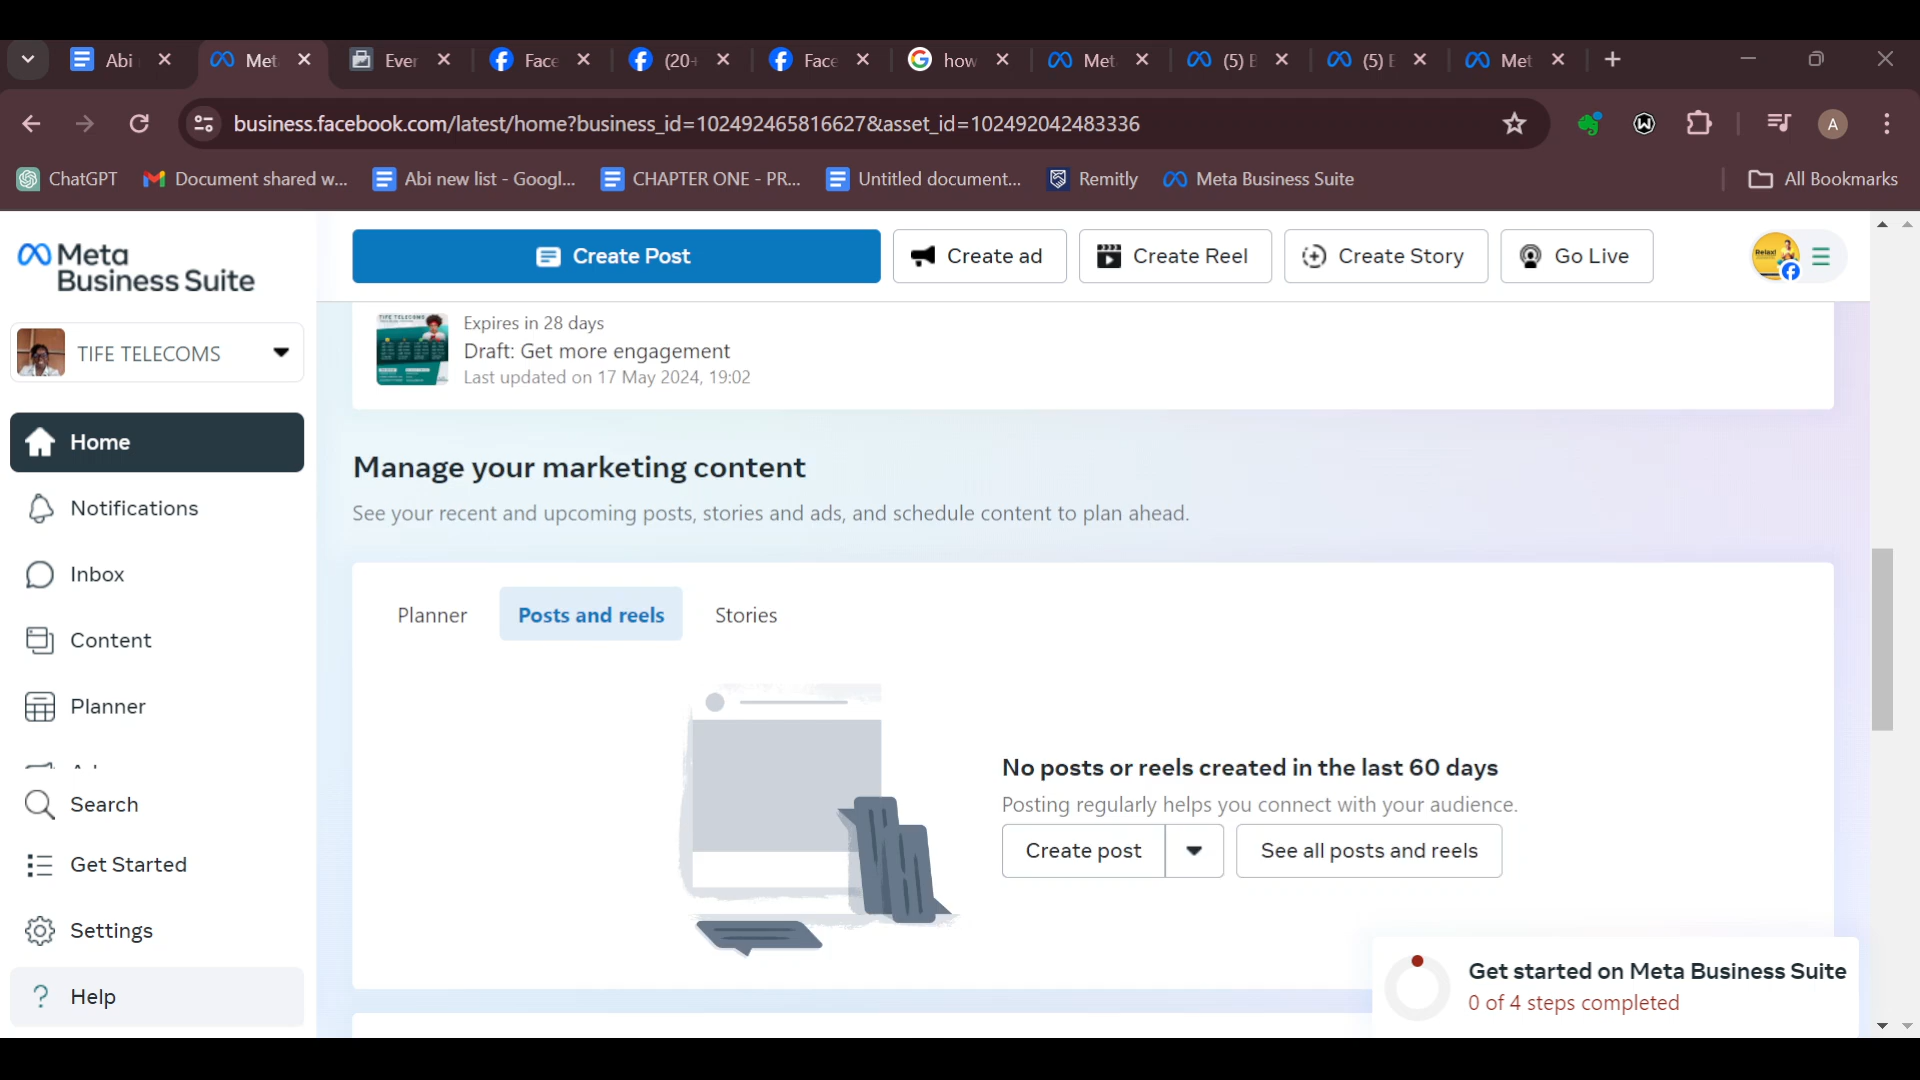 Abi
Met
Ever
Face
(20+
Face
how
Met
(5) E
(5) E
Met
business.facebook.com/latest/home?business_id=102492465816627&asset_id=102492042483336
A
ChatGPT
Document shared w...
Abi new list - Googl...
CHAPTER ONE - PR...
Untitled document...
Remitly
Meta Business Suite
All Bookmarks
Meta
Business Suite
Create Post
Create ad
Create Reel
Create Story
Go Live
Relax!
TIFE TELECOMS
TIFE TELECOMS
Expires in 28 days
Draft: Get more engagement
Last updated on 17 May 2024, 19:02
Home
Notifications
Inbox
Content
Planner
Search
Get Started
Settings
Help
Manage your marketing content
See your recent and upcoming posts, stories and ads, and schedule content to plan ahead.
Planner
Posts and reels
Stories
No posts or reels created in the last 60 days
Posting regularly helps you connect with your audience.
Create post
See all posts and reels
Get started on Meta Business Suite
0 of 4 steps completed